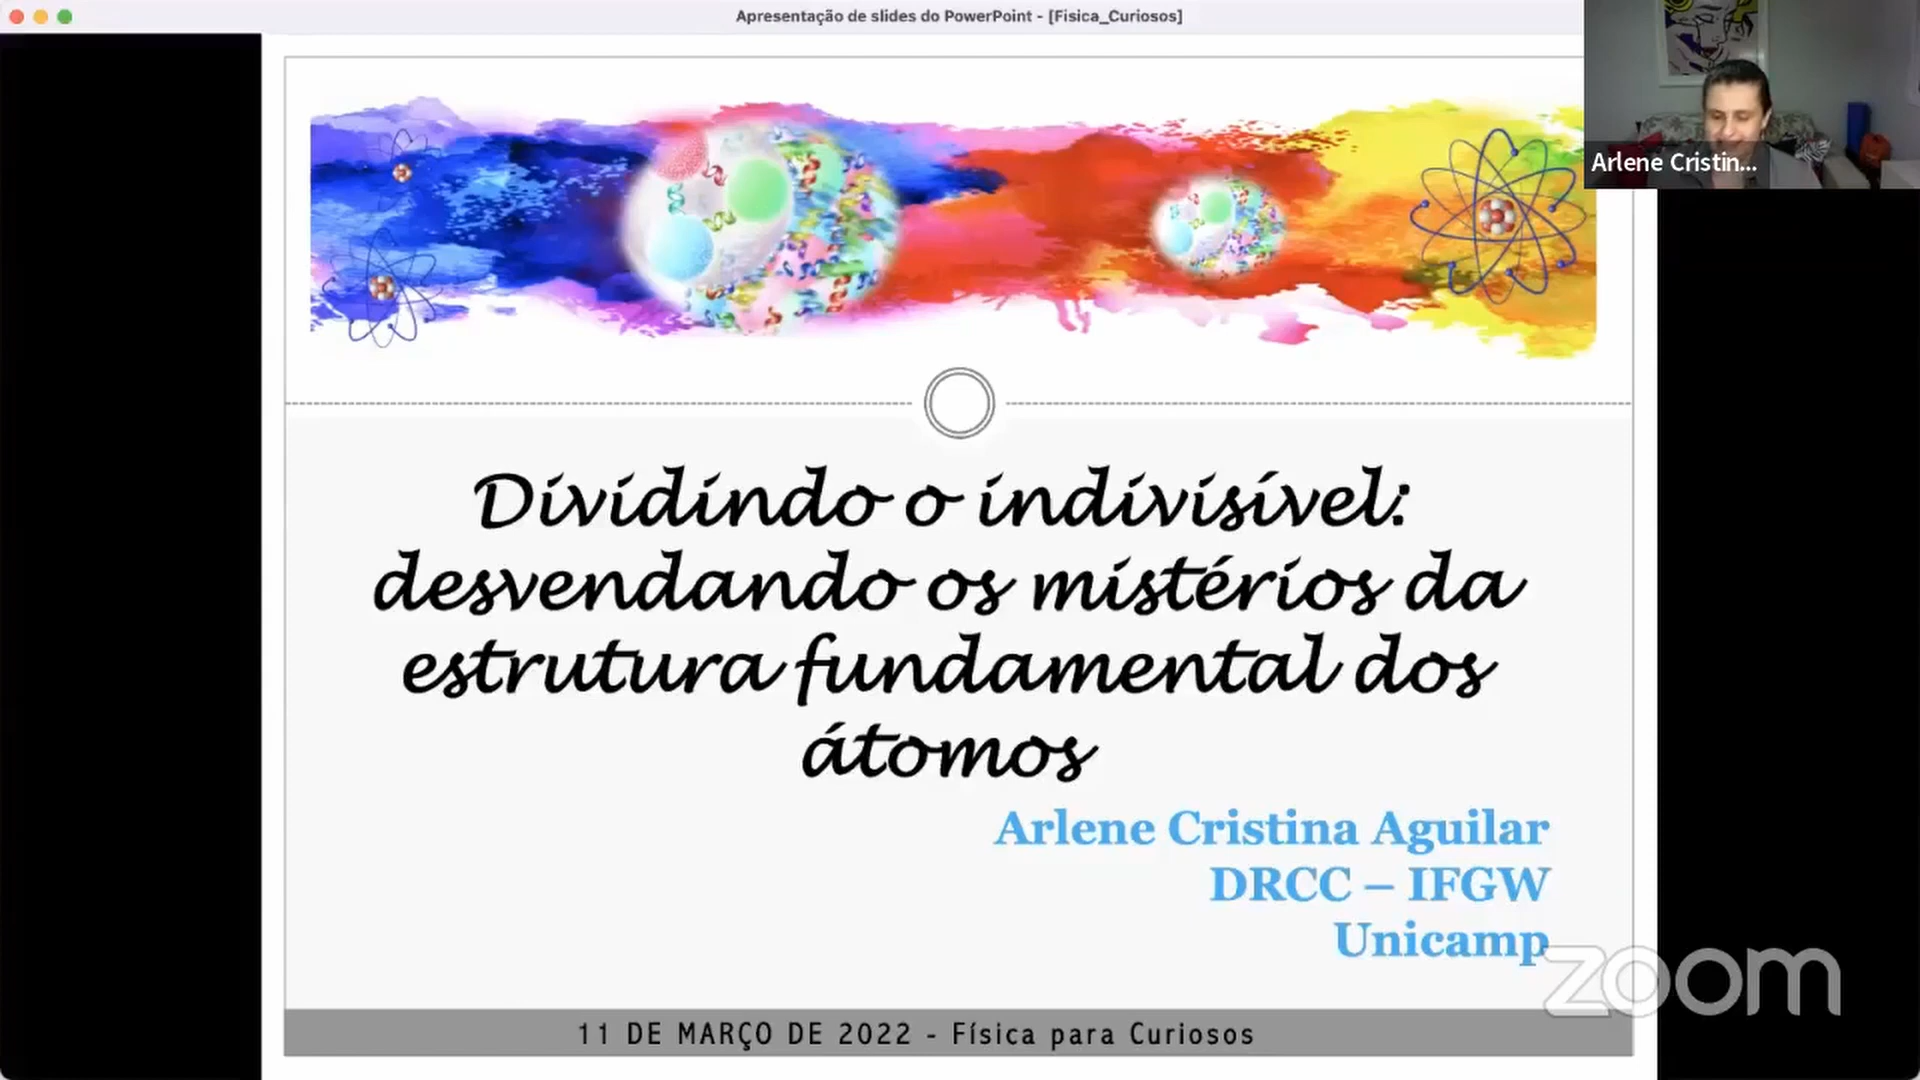 Apresentação de slides do PowerPoint - [Fisica_Curiosos]
Arlene Cristin...
Dividindo o indivisível:
desvendando os mistérios da
estrutura fundamental dos
átomos
Arlene Cristina Aguilar
DRCC – IFGW
Unicamp
zoom
11 DE MARÇO DE 2022 - Física para Curiosos